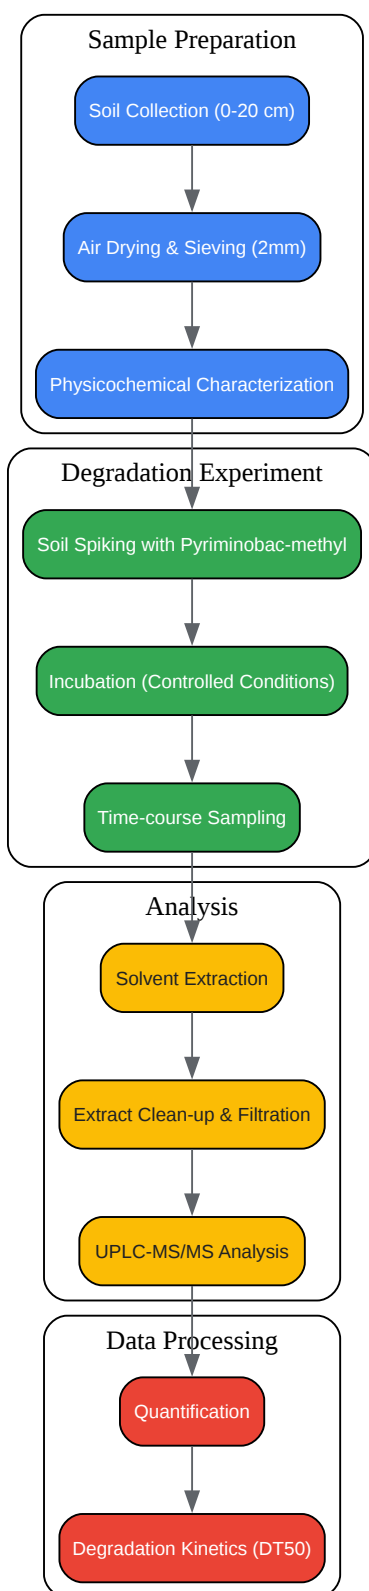 Sample Preparation
Soil Collection (0-20 cm)
Air Drying & Sieving (2mm)
Physicochemical Characterization
Degradation Experiment
Soil Spiking with Pyriminobac-methyl
Incubation (Controlled Conditions)
Time-course Sampling
Analysis
Solvent Extraction
Extract Clean-up & Filtration
UPLC-MS/MS Analysis
Data Processing
Quantification
Degradation Kinetics (DT50)